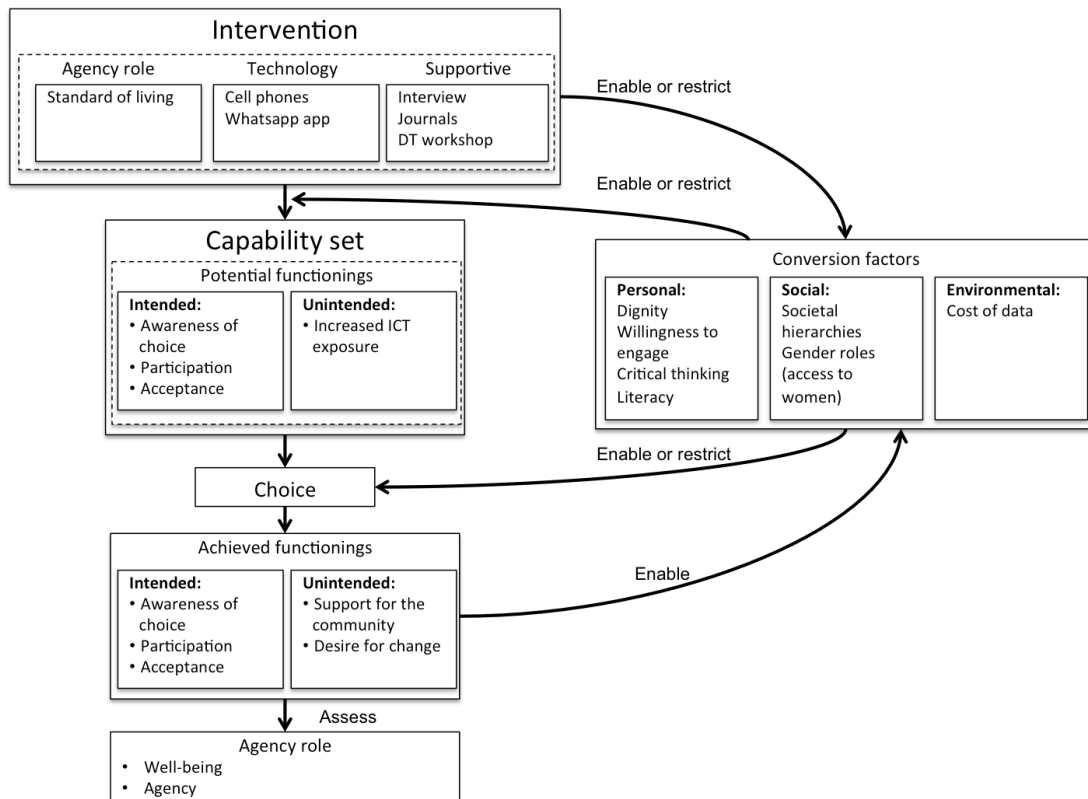 Intervention
Agency role
Standard of living
Technology
Cell phones
Whatsapp app
Supportive
Interview
Journals
DT workshop
Enable or restrict
Enable or restrict
Capability set
Potential functionings
Intended:
• Awareness of
choice
• Participation
• Acceptance
Unintended:
• Increased ICT
exposure
Conversion factors
Personal:
Dignity
Willingness to
engage
Critical thinking
Literacy
Social:
Societal
hierarchies
Gender roles
(access to
women)
Environmental:
Cost of data
Enable or restrict
Choice
Achieved functionings
Intended:
• Awareness of
choice
• Participation
• Acceptance
Unintended:
• Support for the
community
• Desire for change
Enable
Assess
Agency role
• Well-being
• Agency